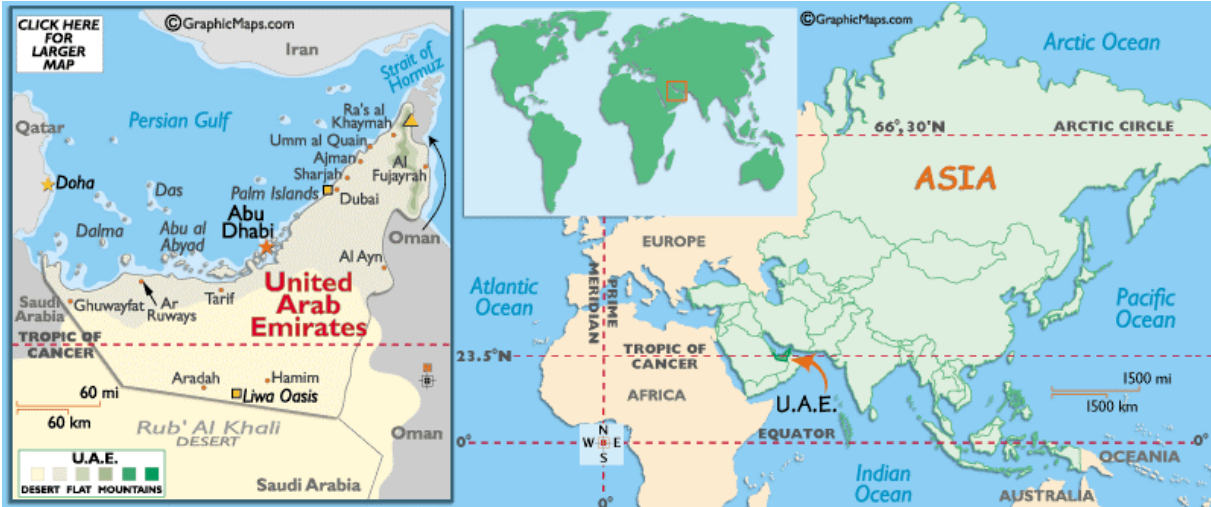 CLICK HERE
FOR
LARGER
MAP
©GraphicMaps.com
Iran
Strait of
Hormuz
Qatar
Persian Gulf
Ra's al
Khaymah
Umm al Quain
Ajman
Sharjah
Al
Fujayrah
Palm Islands
Dubai
Doha
Das
Dalma
Abu al
Abyad
Abu
Dhabi
Oman
Al Ayn
United
Arab
Emirates
Saudi
Arabia
Ghuwayfat
Ar
Ruways
Tarif
TROPIC OF
CANCER
60 mi
60 km
Aradah
Hamim
Liwa Oasis
Rub' Al Khali
DESERT
Oman
Saudi Arabia
U.A.E.
DESERT FLAT MOUNTAINS
©GraphicMaps.com
Arctic Ocean
66°, 30'N
ARCTIC CIRCLE
ASIA
EUROPE
Atlantic
Ocean
PRIME
MERIDIAN
Pacific
Ocean
23.5°N
TROPIC OF
CANCER
AFRICA
U.A.E.
1500 mi
1500 km
EQUATOR
0°
N
W E
S
0°
0°
Indian
Ocean
OCEANIA
AUSTRALIA